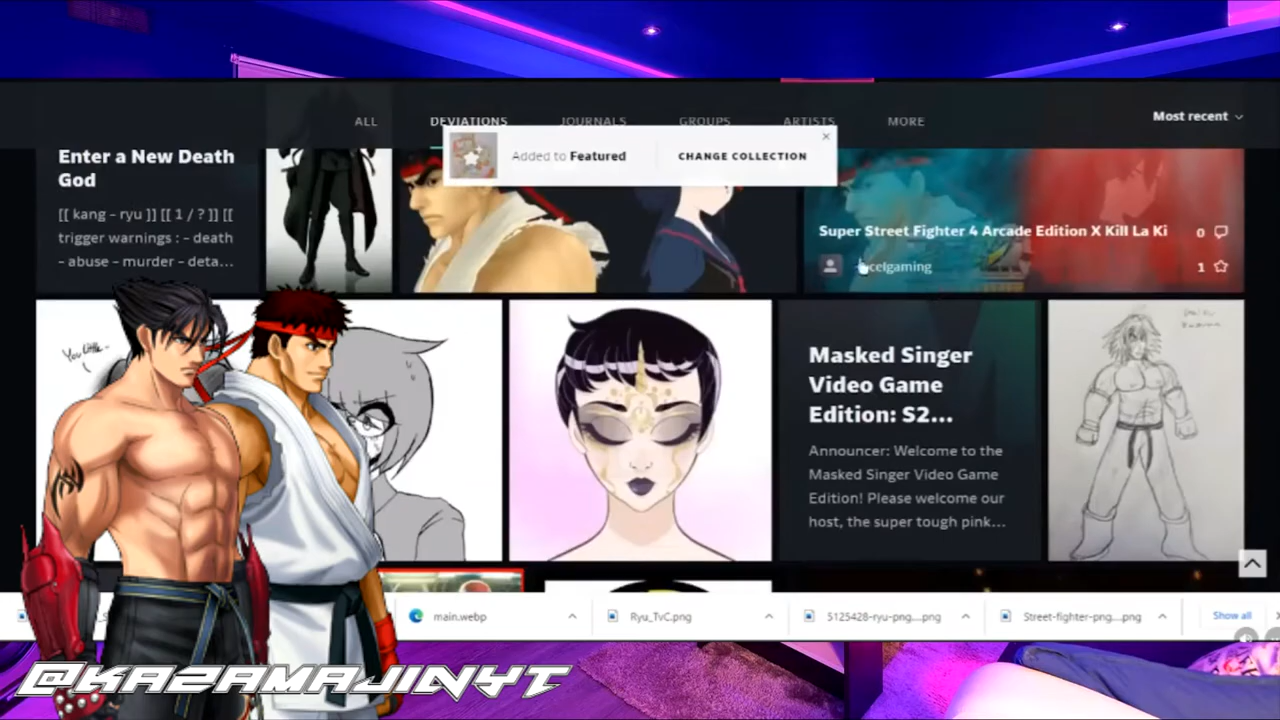 ALL
DEVIATIONS
JOURNALS
GROUPS
ARTISTS
MORE
Most recent
Added to Featured
CHANGE COLLECTION
Enter a New Death
God
[[ kang - ryu ]] [[ 1 / ? ]] [[
trigger warnings : - death
- abuse - murder - deta...
Super Street Fighter 4 Arcade Edition X Kill La Ki
0
celgaming
1
You little-
Masked Singer
Video Game
Edition: S2...
Announcer: Welcome to the
Masked Singer Video Game
Edition! Please welcome our
host, the super tough pink...
main.webp
Ryu_TvC.png
5125428-ryu-png....png
Street-fighter-png....png
Show all
@KAZAMAJINYT